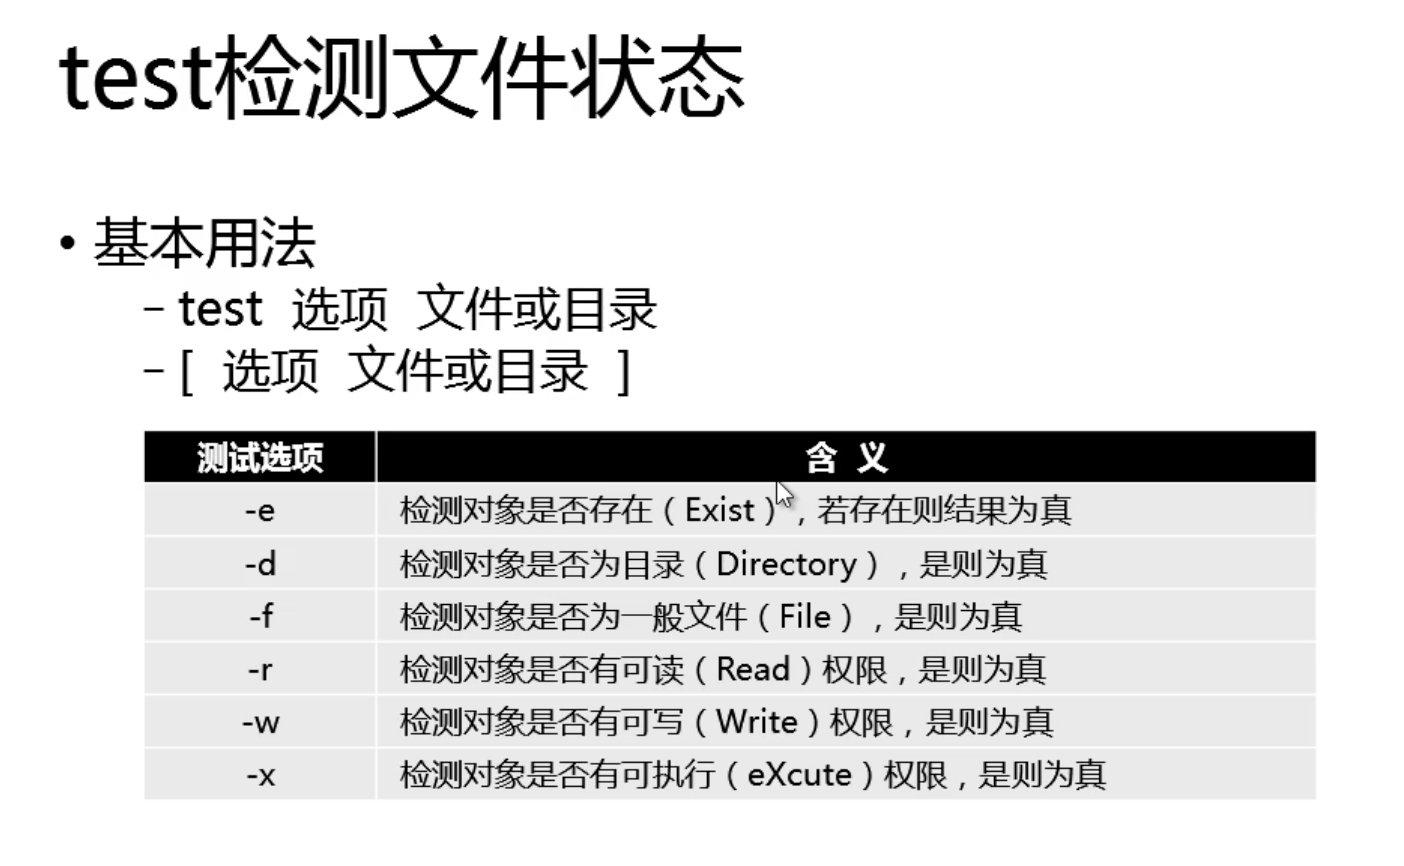 test检测文件状态
• 基本用法
– test 选项 文件或目录
– [ 选项 文件或目录 ]
测试选项 含 义
-e 检测对象是否存在（Exist），若存在则结果为真
-d 检测对象是否为目录（Directory），是则为真
-f 检测对象是否为一般文件（File），是则为真
-r 检测对象是否有可读（Read）权限，是则为真
-w 检测对象是否有可写（Write）权限，是则为真
-x 检测对象是否有可执行（eXcute）权限，是则为真